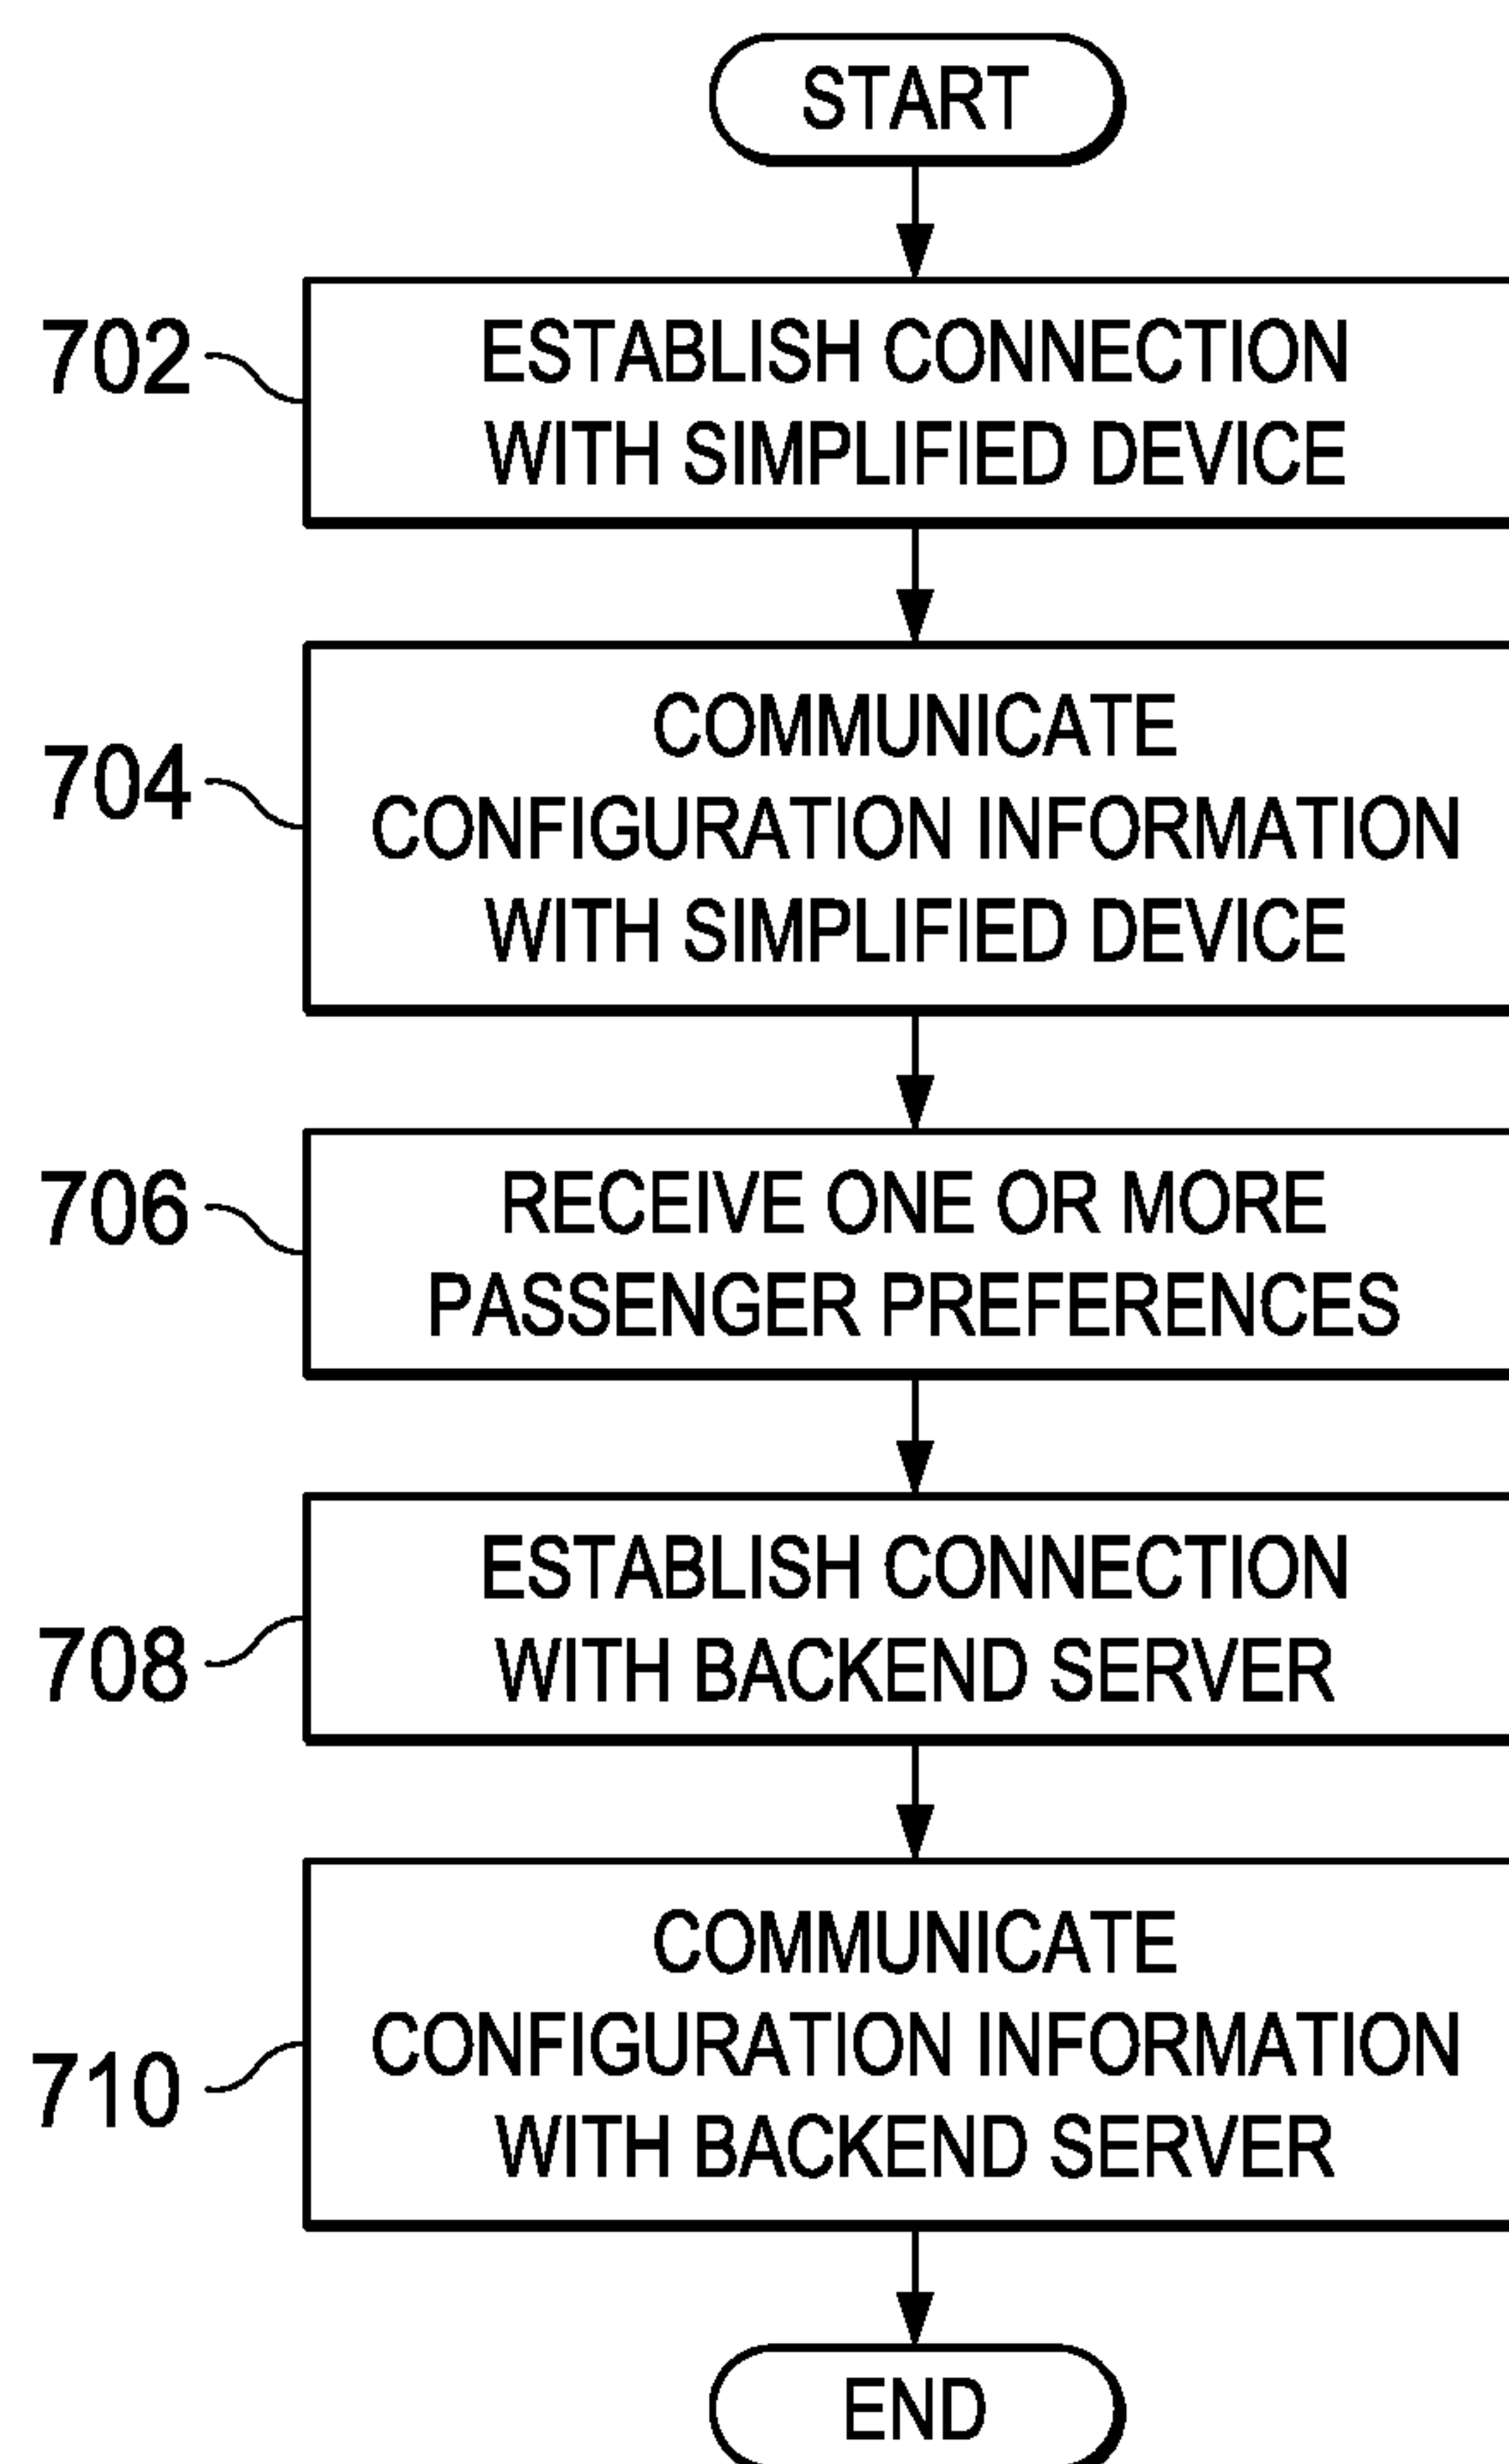 START
702
ESTABLISH CONNECTION
WITH SIMPLIFIED DEVICE
704
COMMUNICATE
CONFIGURATION INFORMATION
WITH SIMPLIFIED DEVICE
706
RECEIVE ONE OR MORE
PASSENGER PREFERENCES
708
ESTABLISH CONNECTION
WITH BACKEND SERVER
710
COMMUNICATE
CONFIGURATION INFORMATION
WITH BACKEND SERVER
END